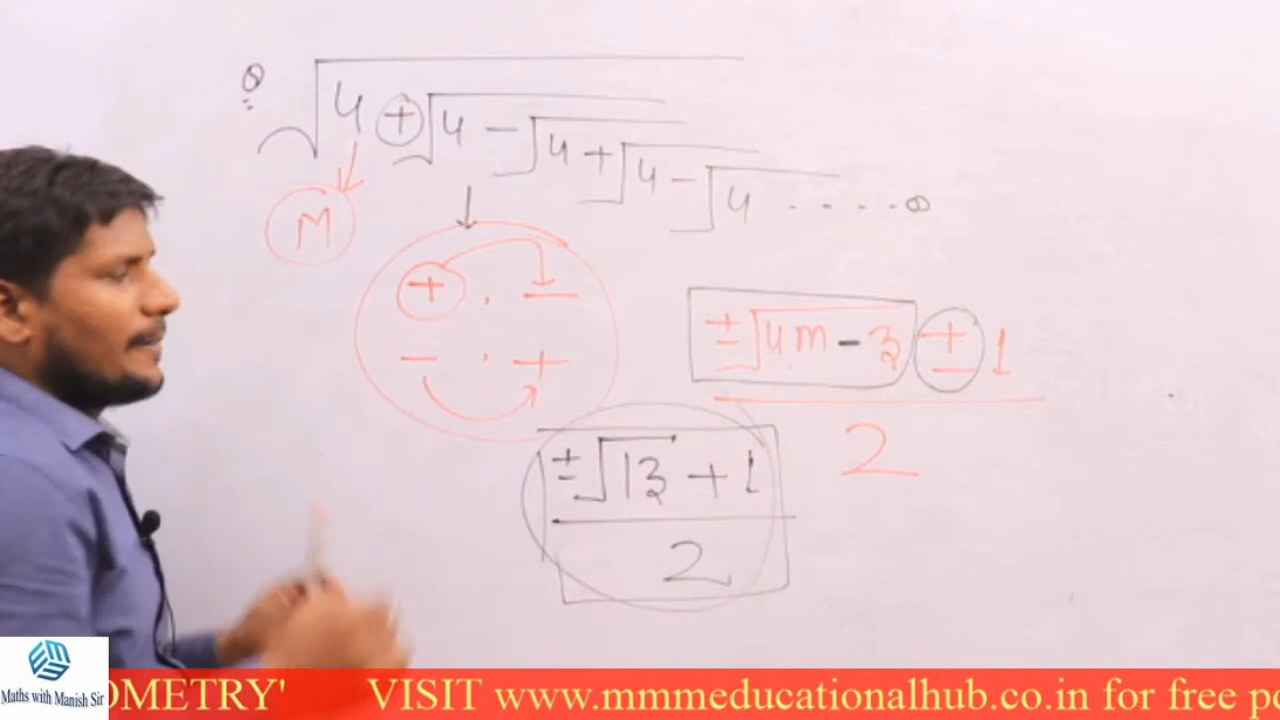 Q: √4 + √4 - √4 + √4 - √4 . . . . ∞
M
+ , -
- , +
± √4m - 3 ± 1
2
± √13 + 1
2
Maths with Manish Sir
OMETRY' VISIT www.mmmeducationalhub.co.in for free